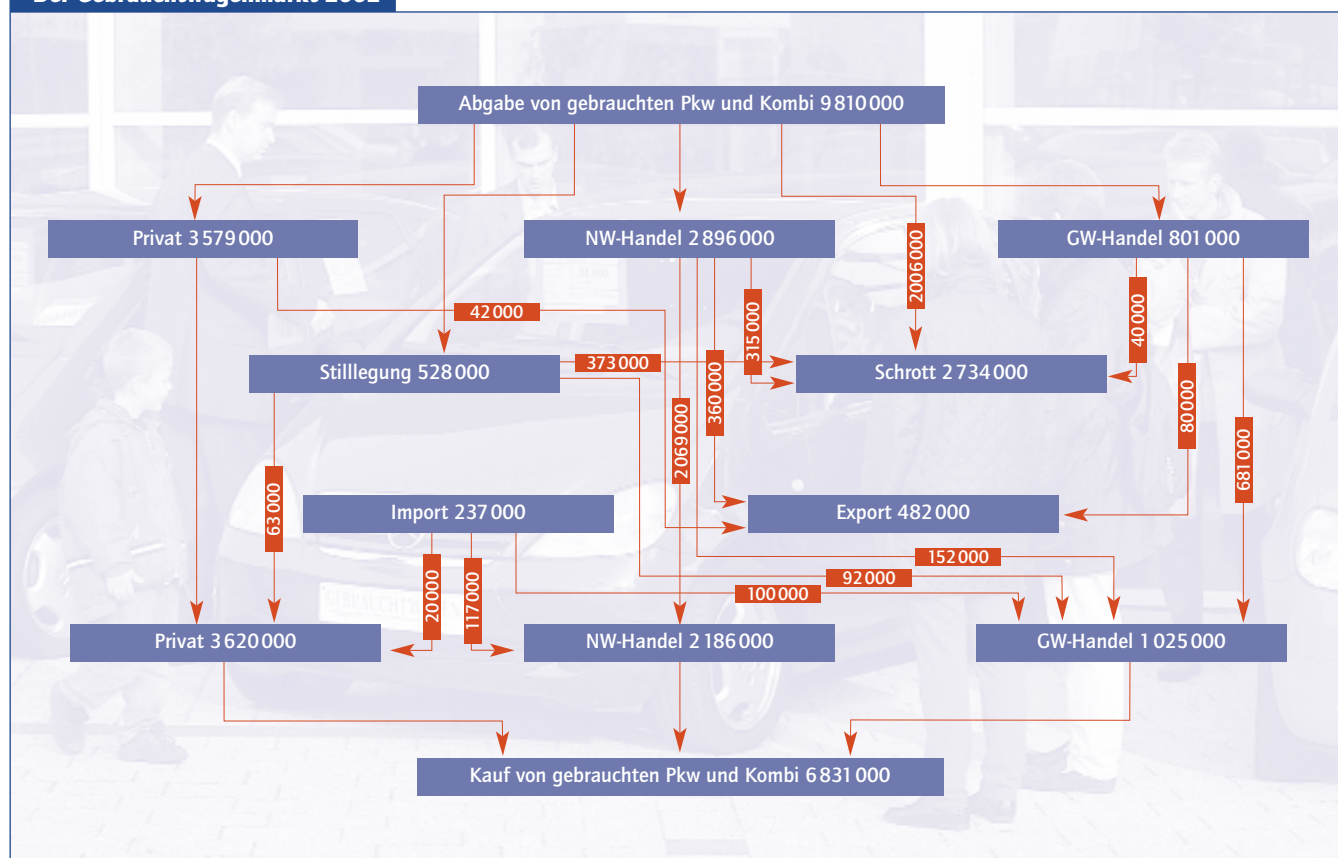 Abgabe von gebrauchten Pkw und Kombi 9 810 000
Privat 3 579 000
NW-Handel 2 896 000
GW-Handel 801 000
2 006 000
42 000
315 000
40 000
Stilllegung 528 000
373 000
Schrott 2 734 000
360 000
80 000
2 069 000
681 000
63 000
Import 237 000
Export 482 000
152 000
92 000
100 000
20 000
117 000
Privat 3 620 000
NW-Handel 2 186 000
GW-Handel 1 025 000
Kauf von gebrauchten Pkw und Kombi 6 831 000